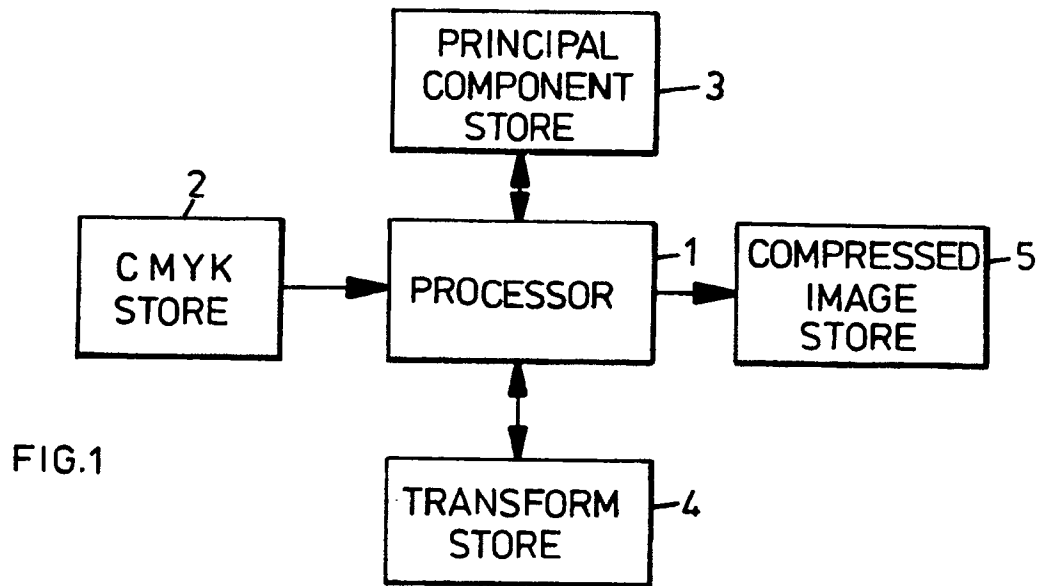 PRINCIPAL
COMPONENT
STORE
3
2
CMYK
STORE
PROCESSOR
1
COMPRESSED
IMAGE
STORE
5
FIG.1
TRANSFORM
STORE
4